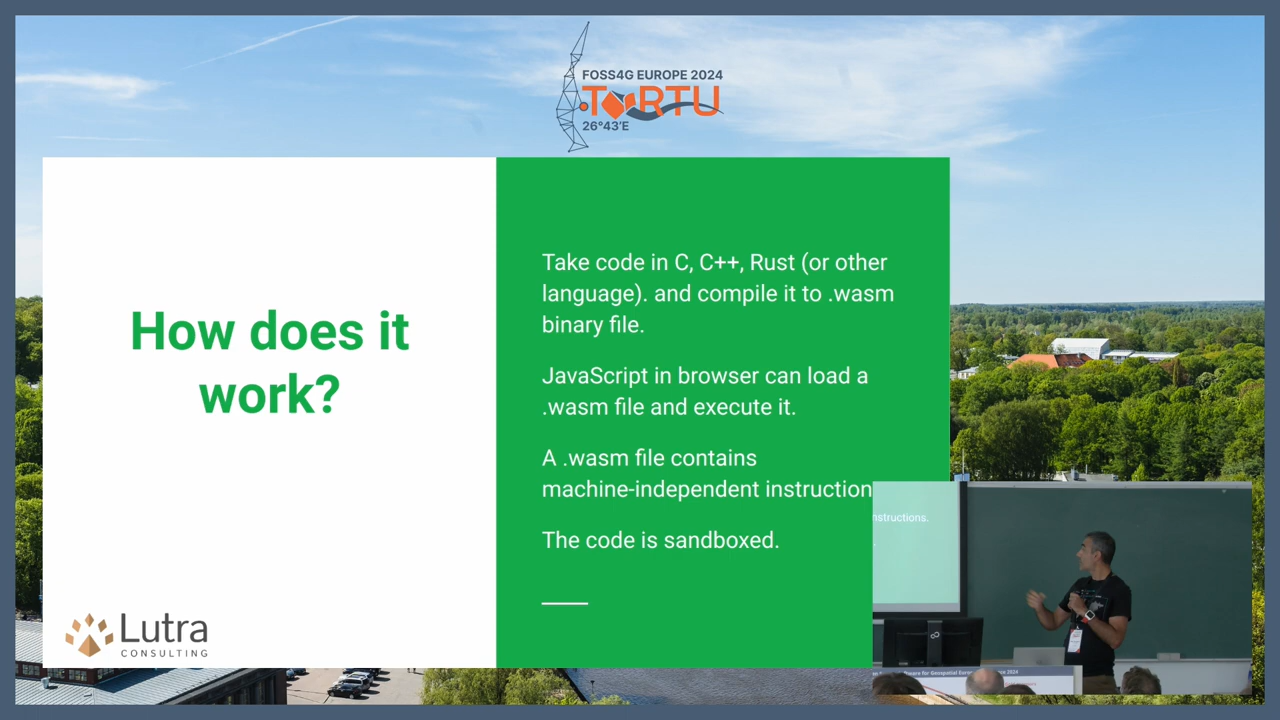 FOSS4G EUROPE 2024
TORTU
26°43'E
How does it
work?
Take code in C, C++, Rust (or other
language). and compile it to .wasm
binary file.
JavaScript in browser can load a
.wasm file and execute it.
A .wasm file contains
machine-independent instruction
The code is sandboxed.
nstructions.
Lutra
CONSULTING